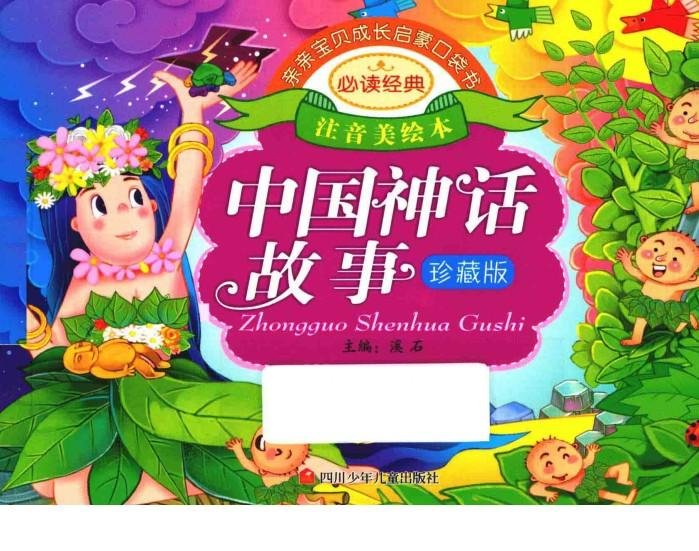 亲亲宝贝成长启蒙口袋书
必读经典
注音美绘本
中国神话
故事
珍藏版
Zhongguo Shenhua Gushi
主编：溪石
四川少年儿童出版社